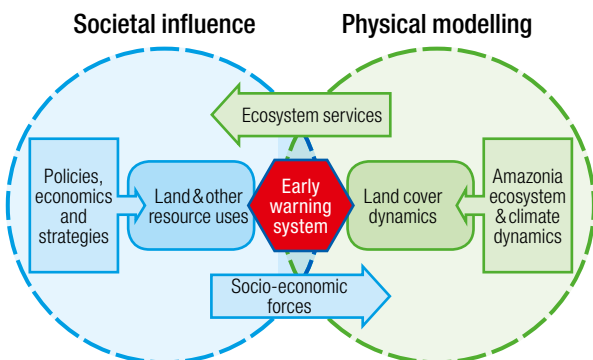 Societal influence
Physical modelling
Ecosystem services
Policies,
economics
and
strategies
Land & other
resource uses
Early
warning
system
Land cover
dynamics
Amazonia
ecosystem
& climate
dynamics
Socio-economic
forces